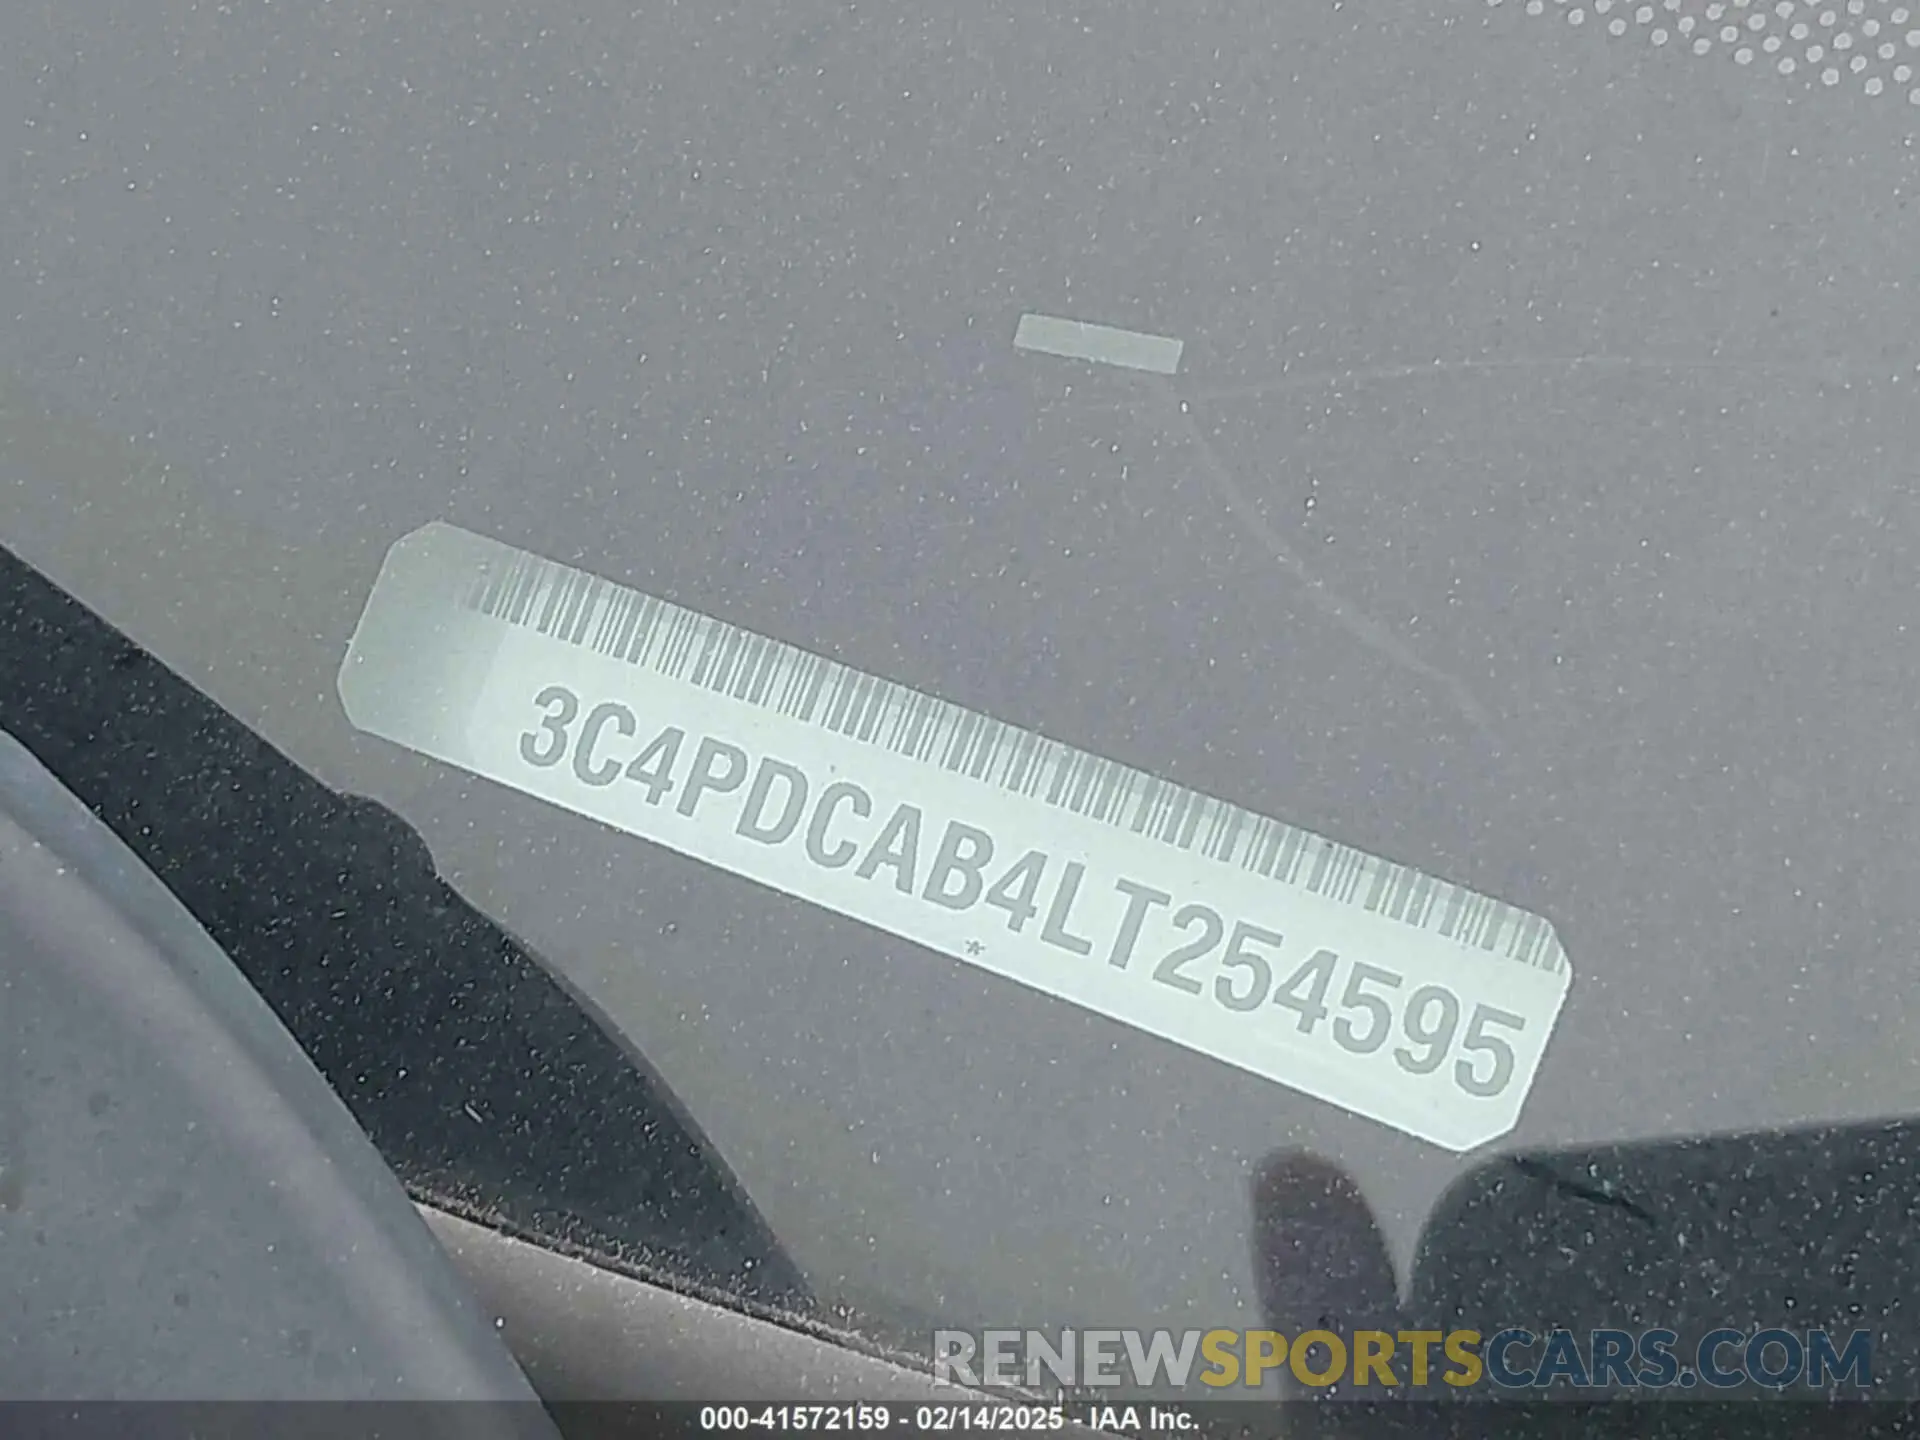 3C4PDCAB4LT254595
*
RENEWSPORTSCARS.COM
000-41572159 - 02/14/2025 - IAA Inc.